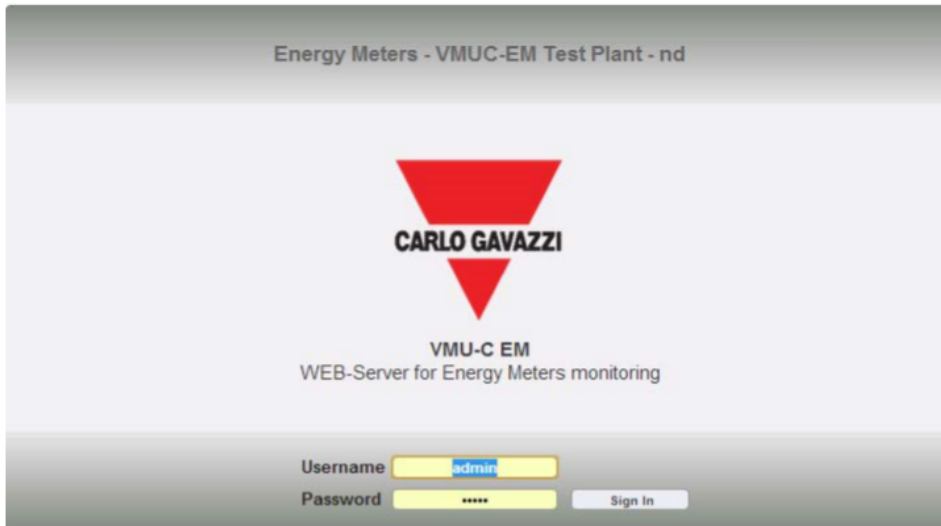 Energy Meters - VMUC-EM Test Plant - nd
CARLO GAVAZZI
VMU-C EM
WEB-Server for Energy Meters monitoring
Username admin
Password ••••• Sign In